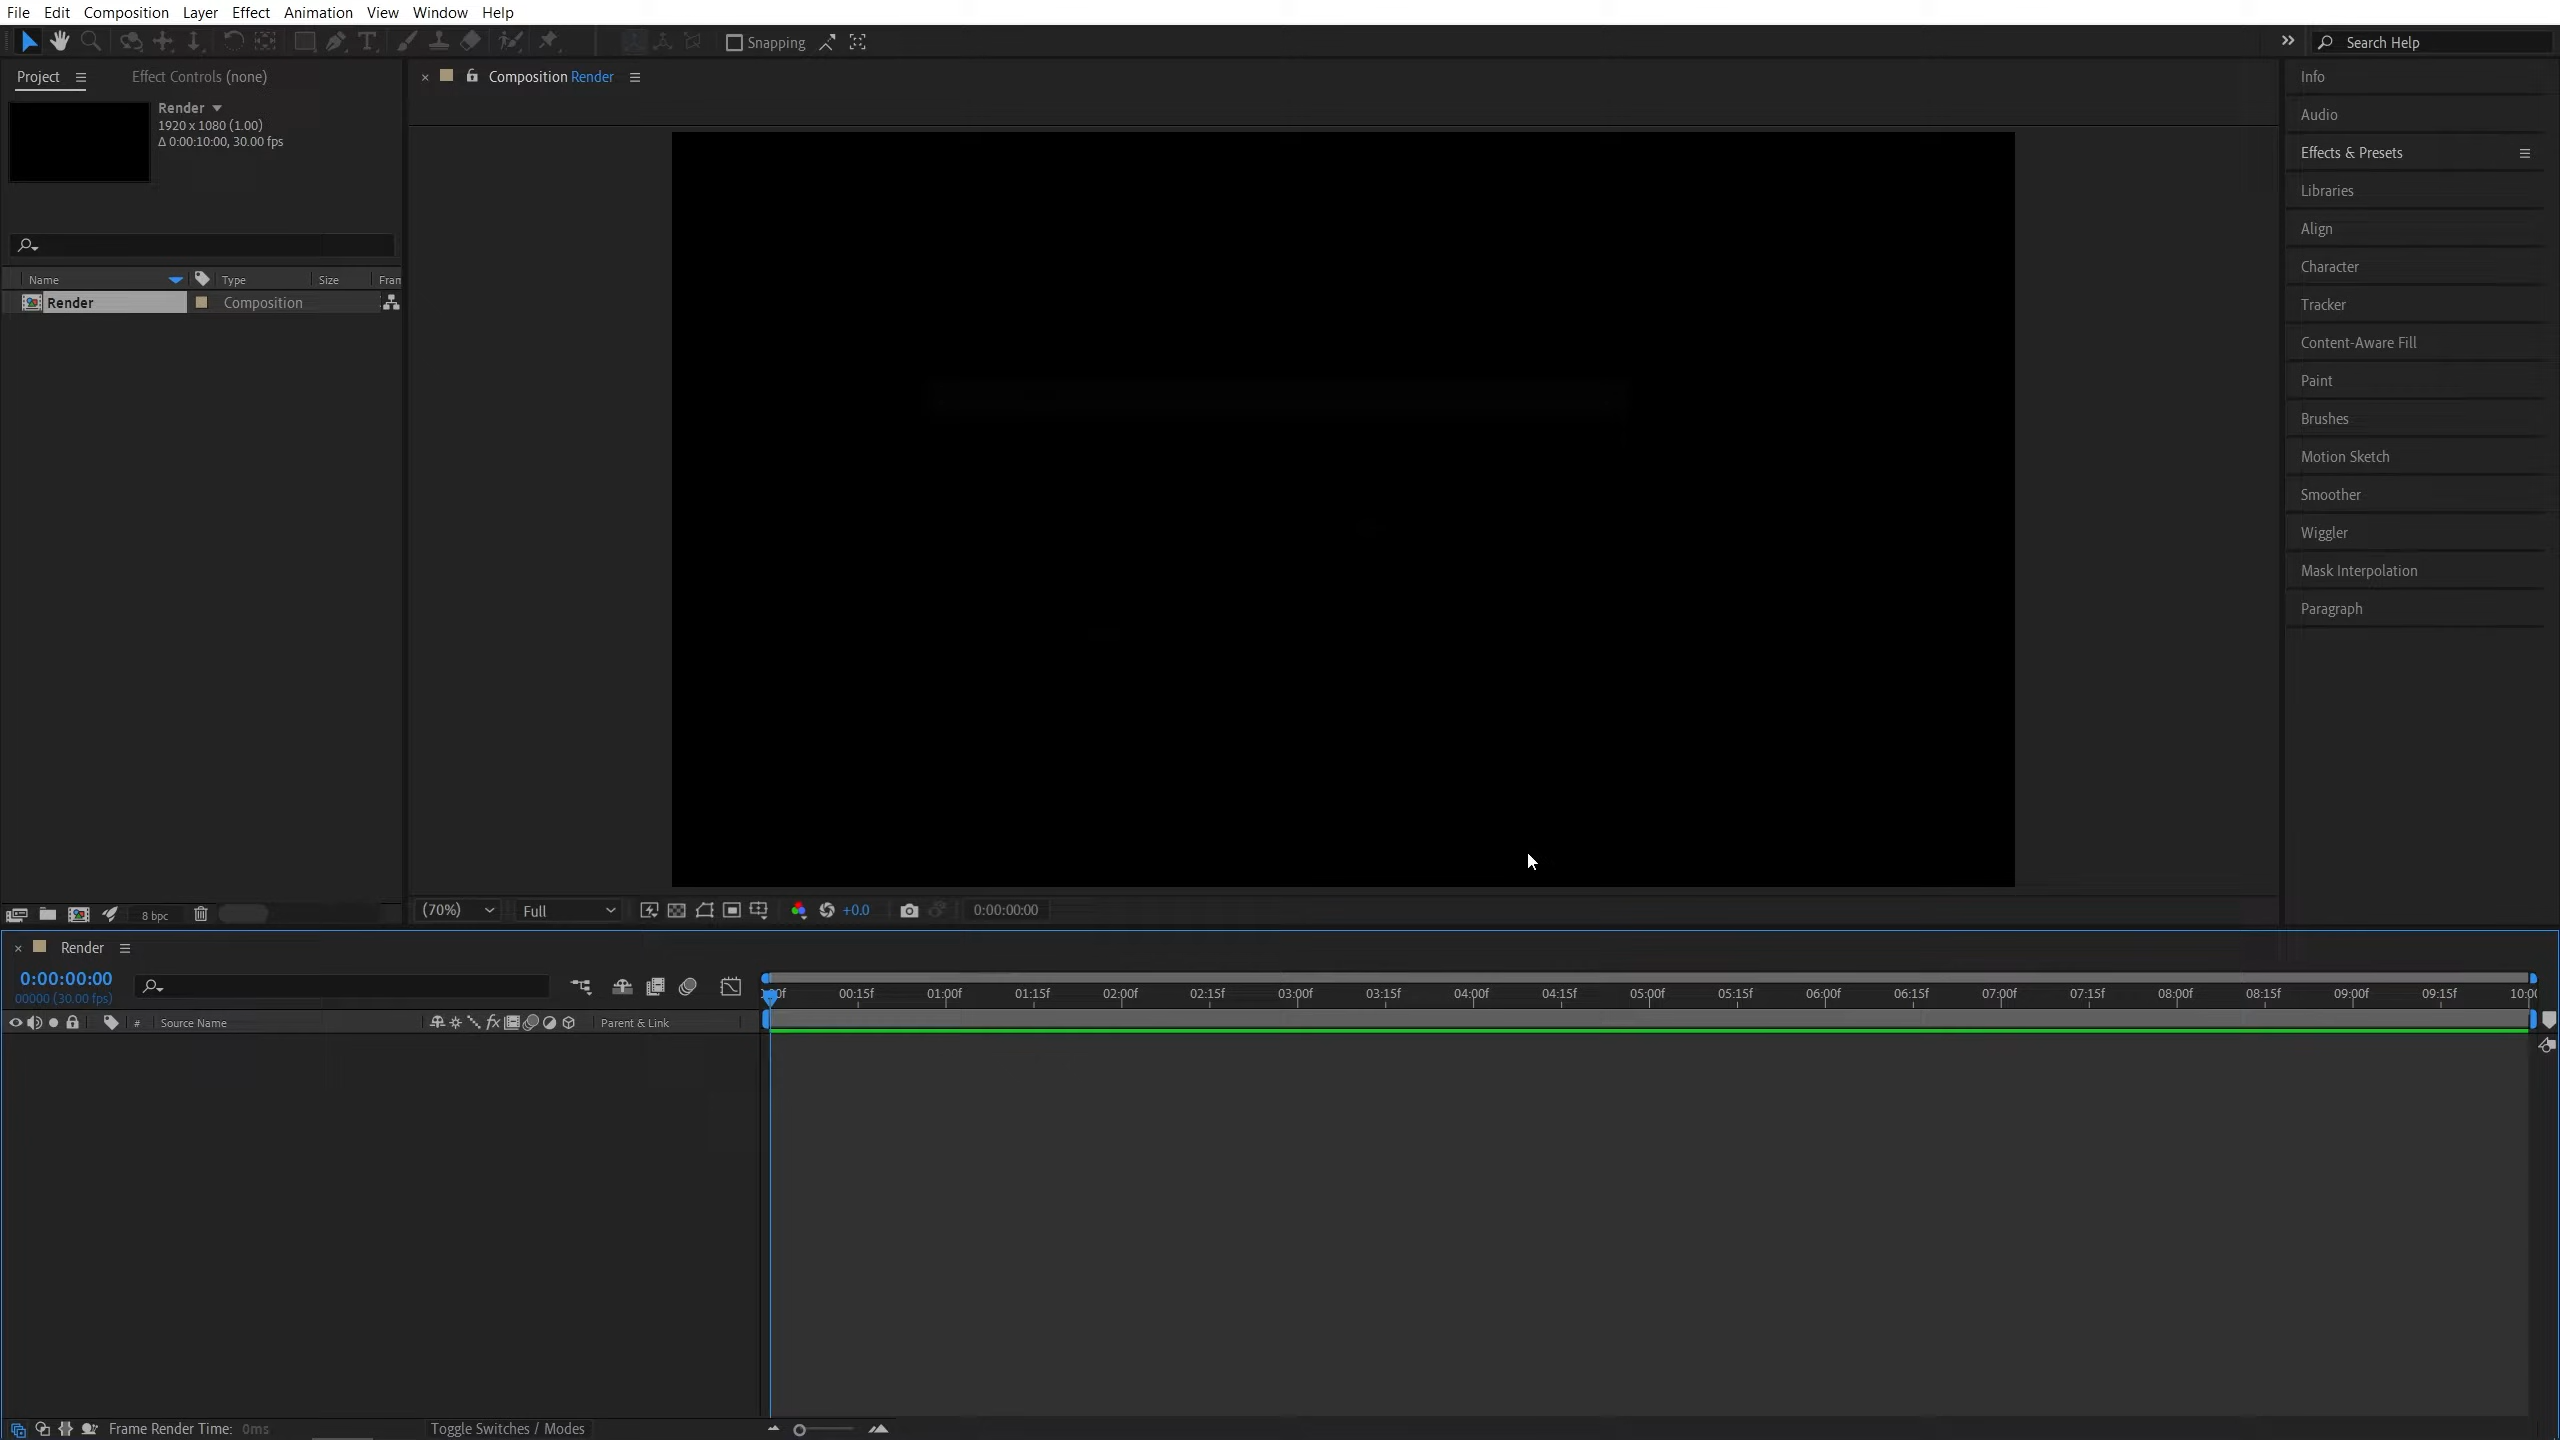 File Edit Composition Layer Effect Animation View Window Help
Snapping
Search Help
Project
Effect Controls (none)
Composition Render
Render
1920 x 1080 (1.00)
Δ 0:00:10:00, 30.00 fps
Name Type Size Fran
Render Composition
8 bpc
(70%) Full +0.0 0:00:00:00
Info
Audio
Effects & Presets
Libraries
Align
Character
Tracker
Content-Aware Fill
Paint
Brushes
Motion Sketch
Smoother
Wiggler
Mask Interpolation
Paragraph
Render
0:00:00:00
00000 (30.00 fps)
00f 00:15f 01:00f 01:15f 02:00f 02:15f 03:00f 03:15f 04:00f 04:15f 05:00f 05:15f 06:00f 06:15f 07:00f 07:15f 08:00f 08:15f 09:00f 09:15f 10:00
# Source Name fx Parent & Link
Frame Render Time: 0ms Toggle Switches / Modes